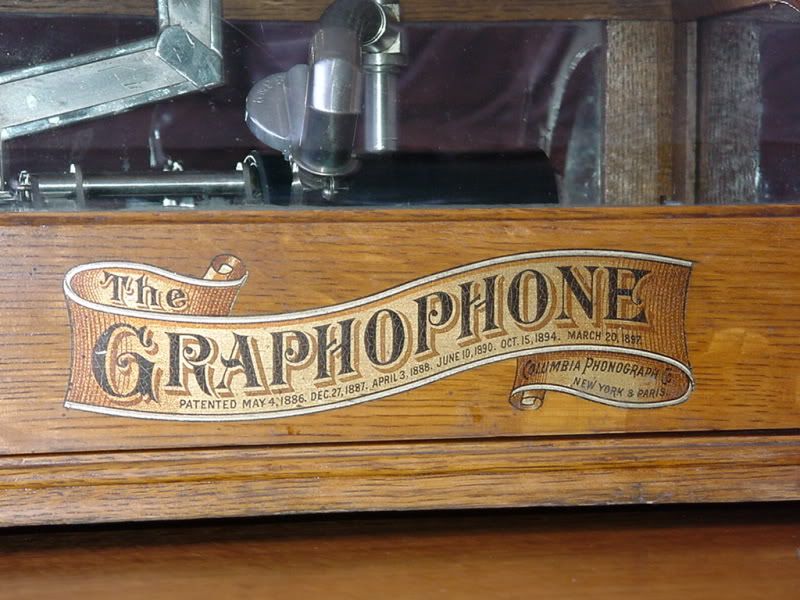 The
GRAPHOPHONE
PATENTED MAY 4, 1886. DEC. 27, 1887. APRIL 3, 1888. JUNE 10, 1890. OCT. 15, 1894. MARCH 20, 1897.
COLUMBIA PHONOGRAPH Co
NEW YORK & PARIS.